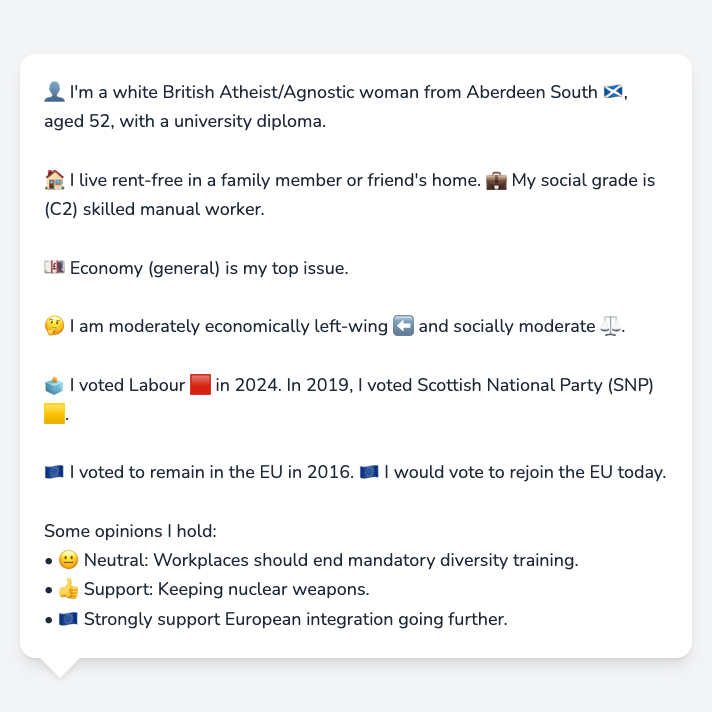 👤 I'm a white British Atheist/Agnostic woman from Aberdeen South 🏴󠁧󠁢󠁳󠁣󠁴󠁿,
aged 52, with a university diploma.
🏠 I live rent-free in a family member or friend's home. 💼 My social grade is
(C2) skilled manual worker.
💷 Economy (general) is my top issue.
🤔 I am moderately economically left-wing ⬅️ and socially moderate ⚖️.
🗳️ I voted Labour 🟥 in 2024. In 2019, I voted Scottish National Party (SNP)
🟨.
🇪🇺 I voted to remain in the EU in 2016. 🇪🇺 I would vote to rejoin the EU today.
Some opinions I hold:
• 😐 Neutral: Workplaces should end mandatory diversity training.
• 👍 Support: Keeping nuclear weapons.
• 🇪🇺 Strongly support European integration going further.